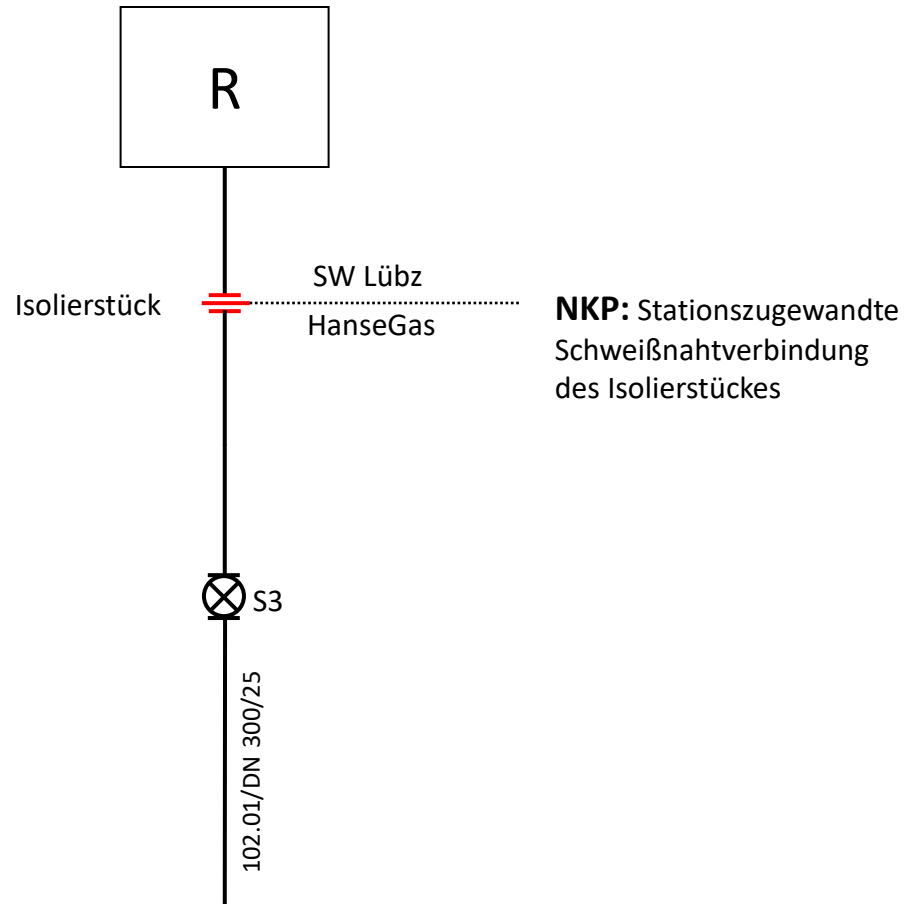 R
SW Lübz
Isolierstück
HanseGas
NKP: Stationszugewandte
Schweißnahtverbindung
des Isolierstückes
S3
102.01/DN 300/25